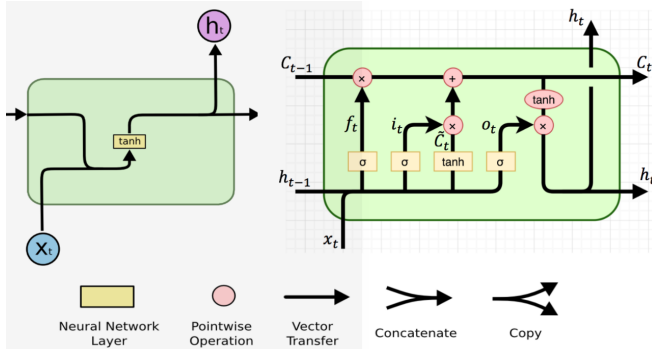 h_t
tanh
X_t
h_t
C_{t-1}
×
+
C_t
tanh
f_t
i_t
×
o_t
×
C̃_t
σ
σ
tanh
σ
h_{t-1}
h_t
x_t
Neural Network
Layer
Pointwise
Operation
Vector
Transfer
Concatenate
Copy